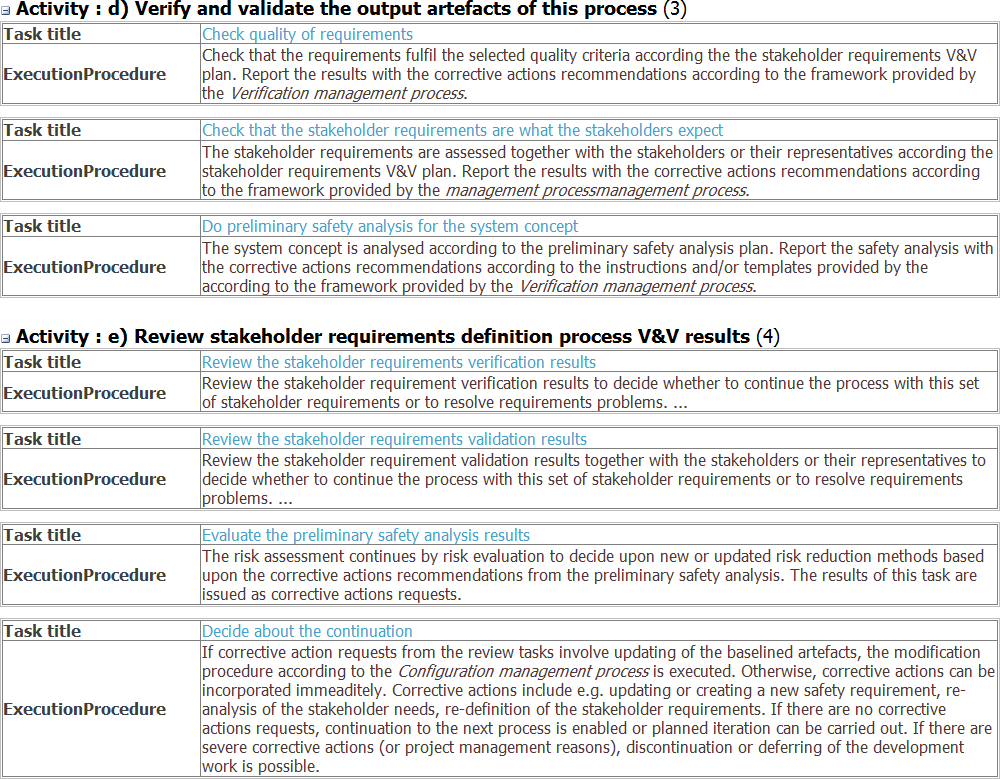 Activity : d) Verify and validate the output artefacts of this process (3)
Task title Check quality of requirements
ExecutionProcedure Check that the requirements fulfil the selected quality criteria according the the stakeholder requirements V&V
plan. Report the results with the corrective actions recommendations according to the framework provided by
the Verification management process.
Task title Check that the stakeholder requirements are what the stakeholders expect
ExecutionProcedure The stakeholder requirements are assessed together with the stakeholders or their representatives according the
stakeholder requirements V&V plan. Report the results with the corrective actions recommendations according
to the framework provided by the management processmanagement process.
Task title Do preliminary safety analysis for the system concept
ExecutionProcedure The system concept is analysed according to the preliminary safety analysis plan. Report the safety analysis with
the corrective actions recommendations according to the instructions and/or templates provided by the
according to the framework provided by the Verification management process.
Activity : e) Review stakeholder requirements definition process V&V results (4)
Task title Review the stakeholder requirements verification results
ExecutionProcedure Review the stakeholder requirement verification results to decide whether to continue the process with this set
of stakeholder requirements or to resolve requirements problems. ...
Task title Review the stakeholder requirements validation results
ExecutionProcedure Review the stakeholder requirement validation results together with the stakeholders or their representatives to
decide whether to continue the process with this set of stakeholder requirements or to resolve requirements
problems. ...
Task title Evaluate the preliminary safety analysis results
ExecutionProcedure The risk assessment continues by risk evaluation to decide upon new or updated risk reduction methods based
upon the corrective actions recommendations from the preliminary safety analysis. The results of this task are
issued as corrective actions requests.
Task title Decide about the continuation
ExecutionProcedure If corrective action requests from the review tasks involve updating of the baselined artefacts, the modification
procedure according to the Configuration management process is executed. Otherwise, corrective actions can be
incorporated immeaditely. Corrective actions include e.g. updating or creating a new safety requirement, re-
analysis of the stakeholder needs, re-definition of the stakeholder requirements. If there are no corrective
actions requests, continuation to the next process is enabled or planned iteration can be carried out. If there are
severe corrective actions (or project management reasons), discontinuation or deferring of the development
work is possible.